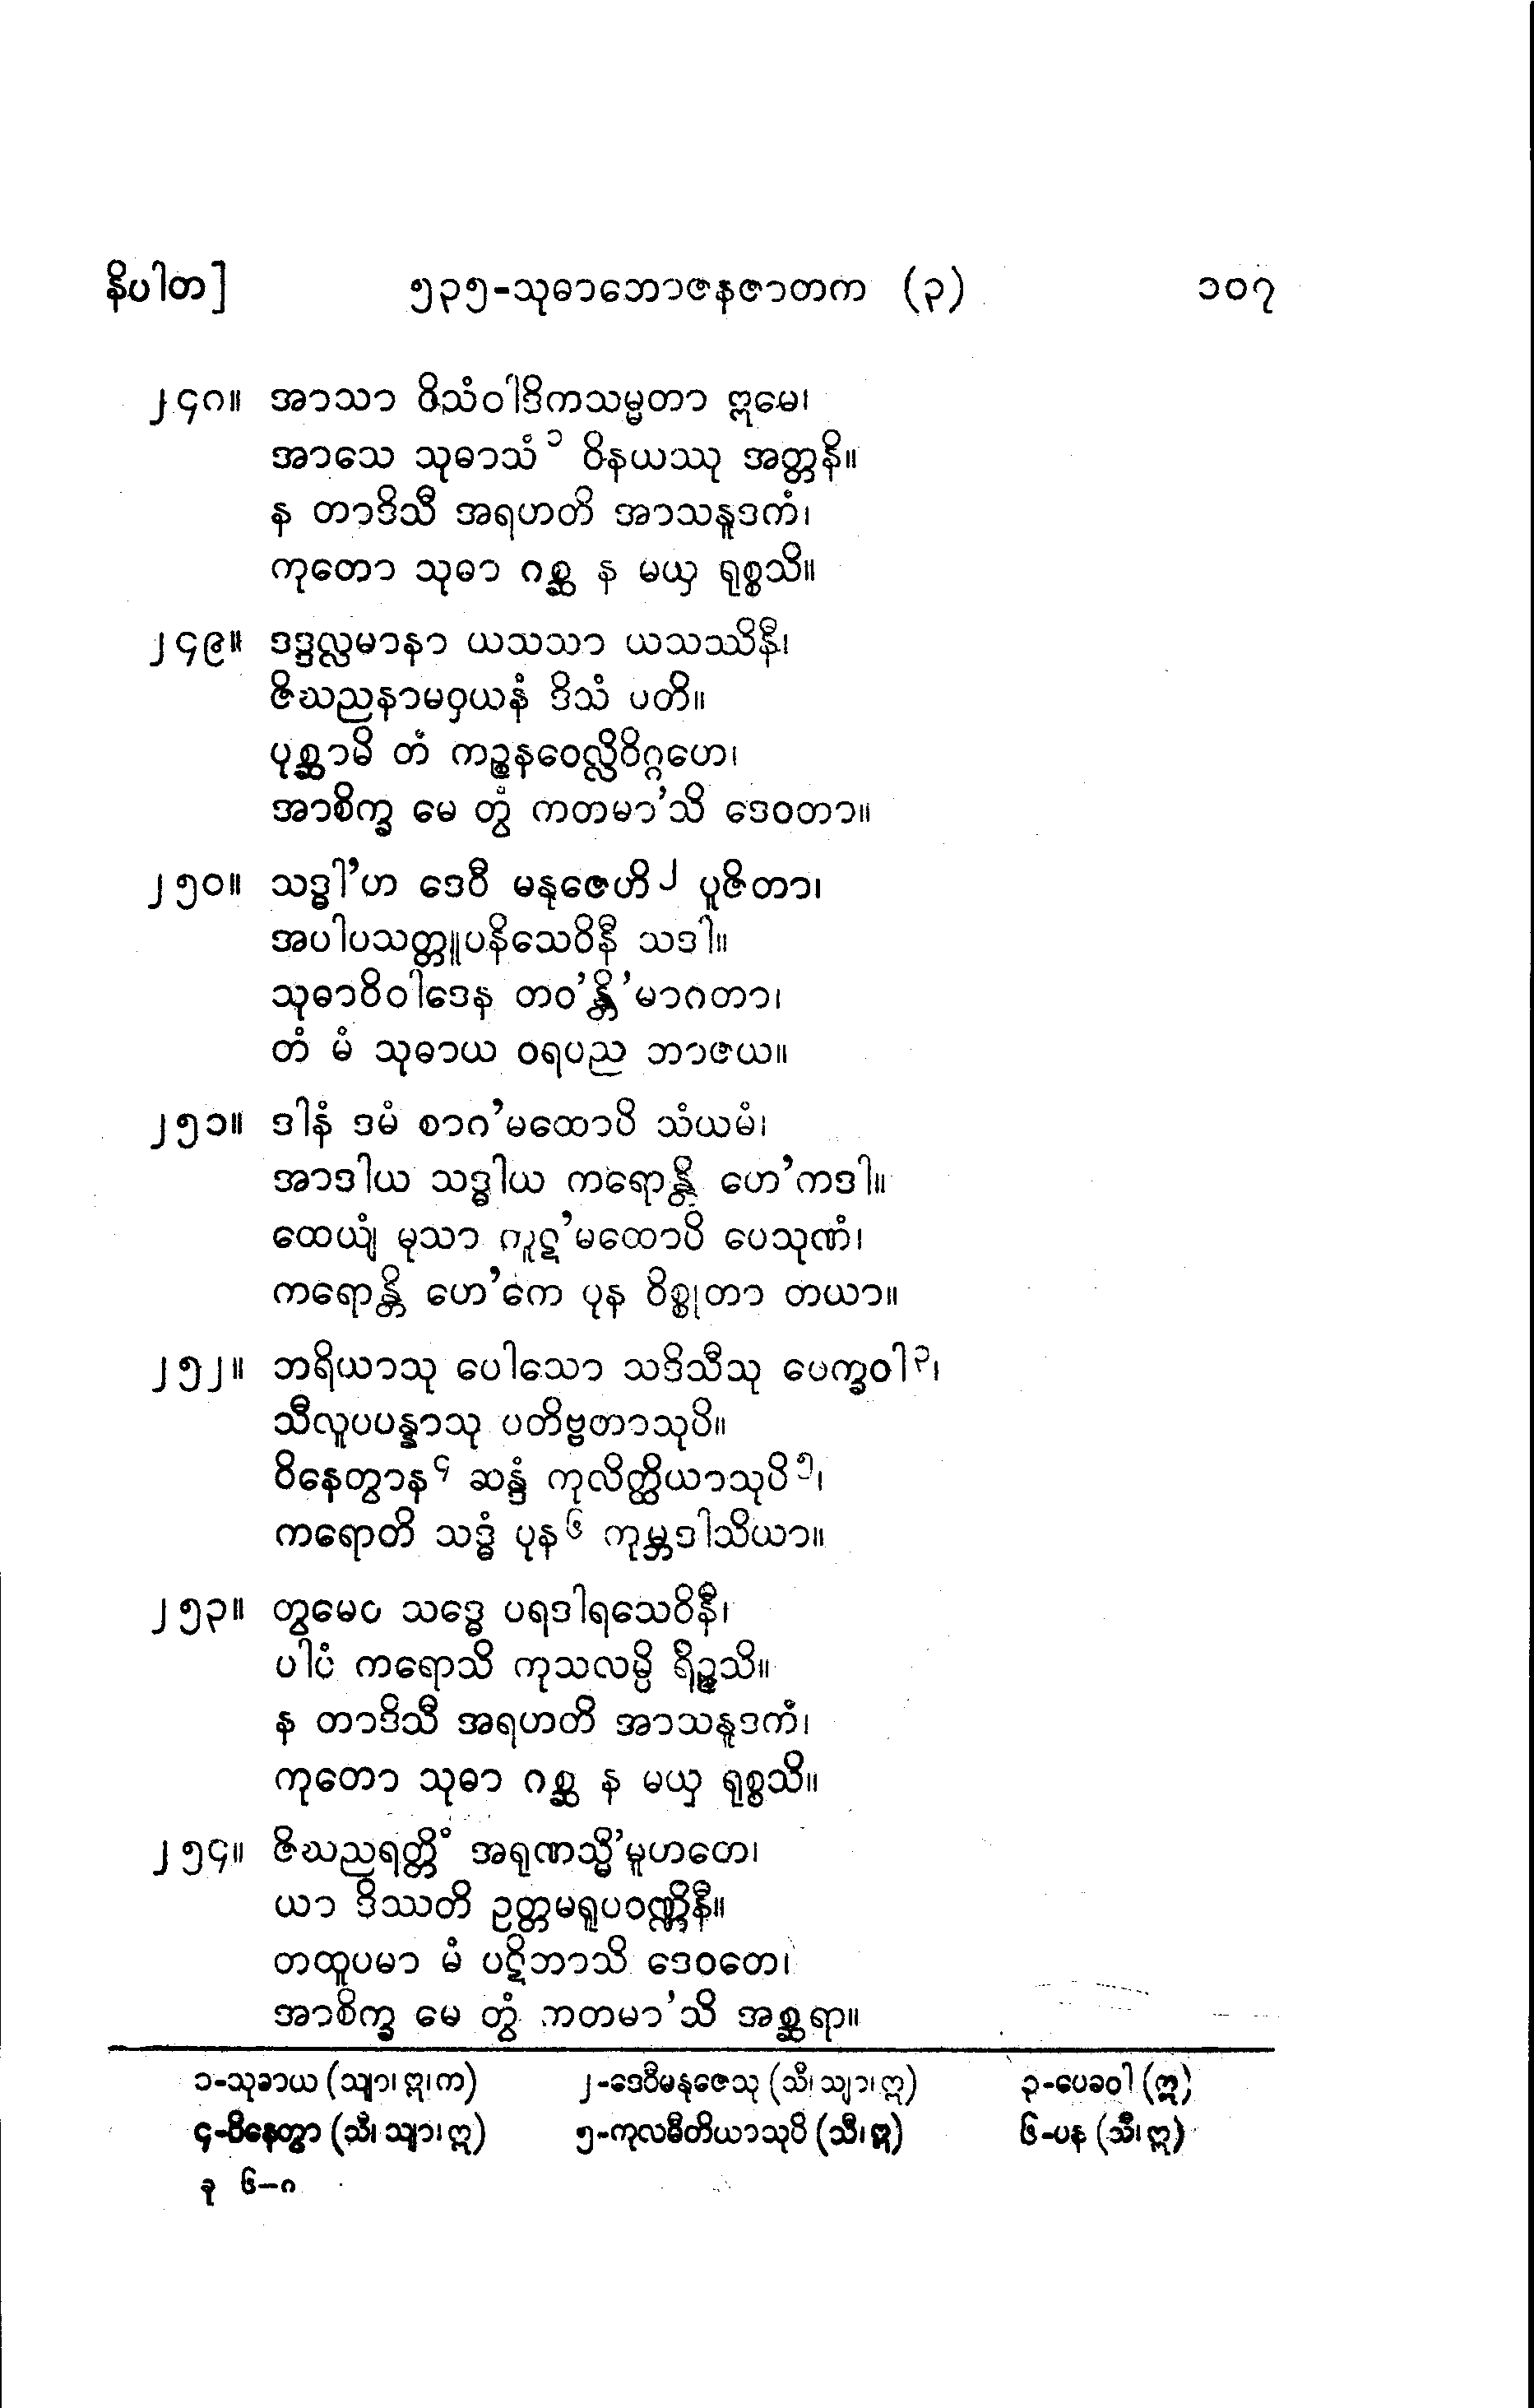 နိပါတ] ၅၃၅-သုဓာဘောဇနဇာတက (၃) ၁၀၇
၂၄၈။ အာသာ ဝိသံဝါဒိကသမ္မတာ ဣမေ၊
အာသေ သုဓာသံ၁ ဝိနယဿု အတ္တနိ။
န တာဒိသီ အရဟတိ အာသနူဒကံ၊
ကုတော သုဓာ ဂစ္ဆ န မယှ ရုစ္စသိ။
၂၄၉။ ဒဒ္ဒလ္လမာနာ ယသသာ ယသဿိနီ၊
ဇိဃညနာမဝှယနံ ဒိသံ ပတိ။
ပုစ္ဆာမိ တံ ကဉ္စနဝေလ္လိဝိဂ္ဂဟေ၊
အာစိက္ခ မေ တွံ ကတမာ’သိ ဒေဝတာ။
၂၅၀။ သဒ္ဓါ’ဟ ဒေဝီ မနုဇေဟိ၂ ပူဇိတာ၊
အပါပသတ္တူပနိသေဝိနီ သဒါ။
သုဓာဝိဝါဒေန တဝ’န္တိ’မာဂတာ၊
တံ မံ သုဓာယ ဝရပည ဘာဇယ။
၂၅၁။ ဒါနံ ဒမံ စာဂ’မထောပိ သံယမံ၊
အာဒါယ သဒ္ဓါယ ကရောန္တိ ဟေ’ကဒါ။
ထေယျံ မုသာ ကူဋ’မထောပိ ပေသုဏံ၊
ကရောန္တိ ဟေ’ကေ ပုန ဝိစ္စုတာ တယာ။
၂၅၂။ ဘရိယာသု ပေါသော သဒိသီသု ပေက္ခဝါ၃၊
သီလူပပန္နာသု ပတိဗ္ဗတာသုပိ။
ဝိနေတွာန၄ ဆန္ဒံ ကုလိတ္ထိယာသုပိ၅၊
ကရောတိ သဒ္ဓံ ပုန၆ ကုမ္ဘဒါသိယာ။
၂၅၃။ တွမေဝ သဒ္ဓေ ပရဒါရသေဝိနီ၊
ပါပံ ကရောသိ ကုသလမ္ပိ ရိဉ္စသိ။
န တာဒိသီ အရဟတိ အာသနူဒကံ၊
ကုတော သုဓာ ဂစ္ဆ န မယှ ရုစ္စသိ။
၂၅၄။ ဇိဃညရတ္တိံ အရုဏသ္မိ’မူဟတေ၊
ယာ ဒိဿတိ ဥတ္တမရူပဝဏ္ဏိနီ။
တထူပမာ မံ ပဋိဘာသိ ဒေဝတေ၊
အာစိက္ခ မေ တွံ ကတမာ’သိ အစ္ဆရာ။
၁-သုခာယ (သျာ၊ ဣ၊ က) ၂-ဒေဝီမနုဇေသု (သီ၊ သျာ၊ ဣ) ၃-ပေခဝါ (ဣ)
၄-ဝိနေတွာ (သီ၊ သျာ၊ ဣ) ၅-ကုလဓီတိယာသုပိ (သီ၊ ဣ) ၆-ပန (သီ၊ ဣ)
ခု ၆-၈